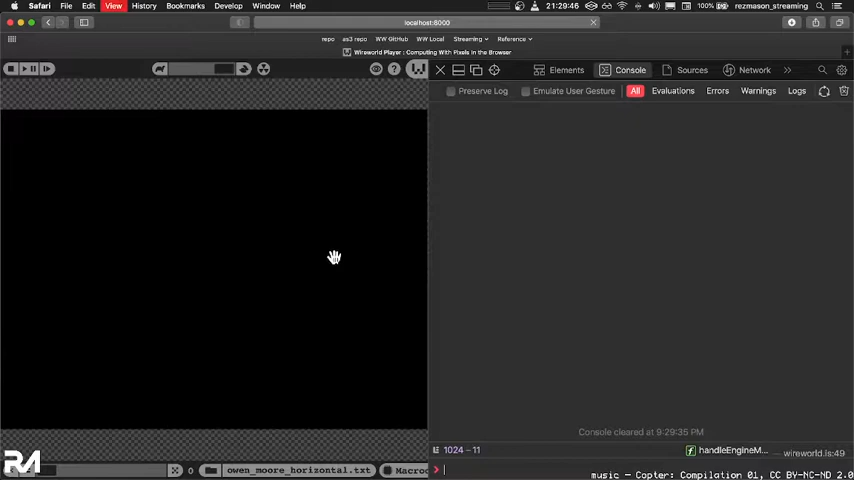 Safari File Edit View History Bookmarks Develop Window Help 100% 21:29:46 rezmason_streaming
localhost:8000
repo as3 repo WW GitHub WW Local Streaming Reference
Wireworld Player : Computing With Pixels in the Browser
Elements Console Sources Network
Preserve Log Emulate User Gesture All Evaluations Errors Warnings Logs
Console cleared at 9:29:35 PM
1024 – 11 handleEngineM... wireworld.js:49
RM 0 owen_moore_horizontal.txt Macroc
music – Copter: Compilation 01, CC BY-NC-ND 2.0